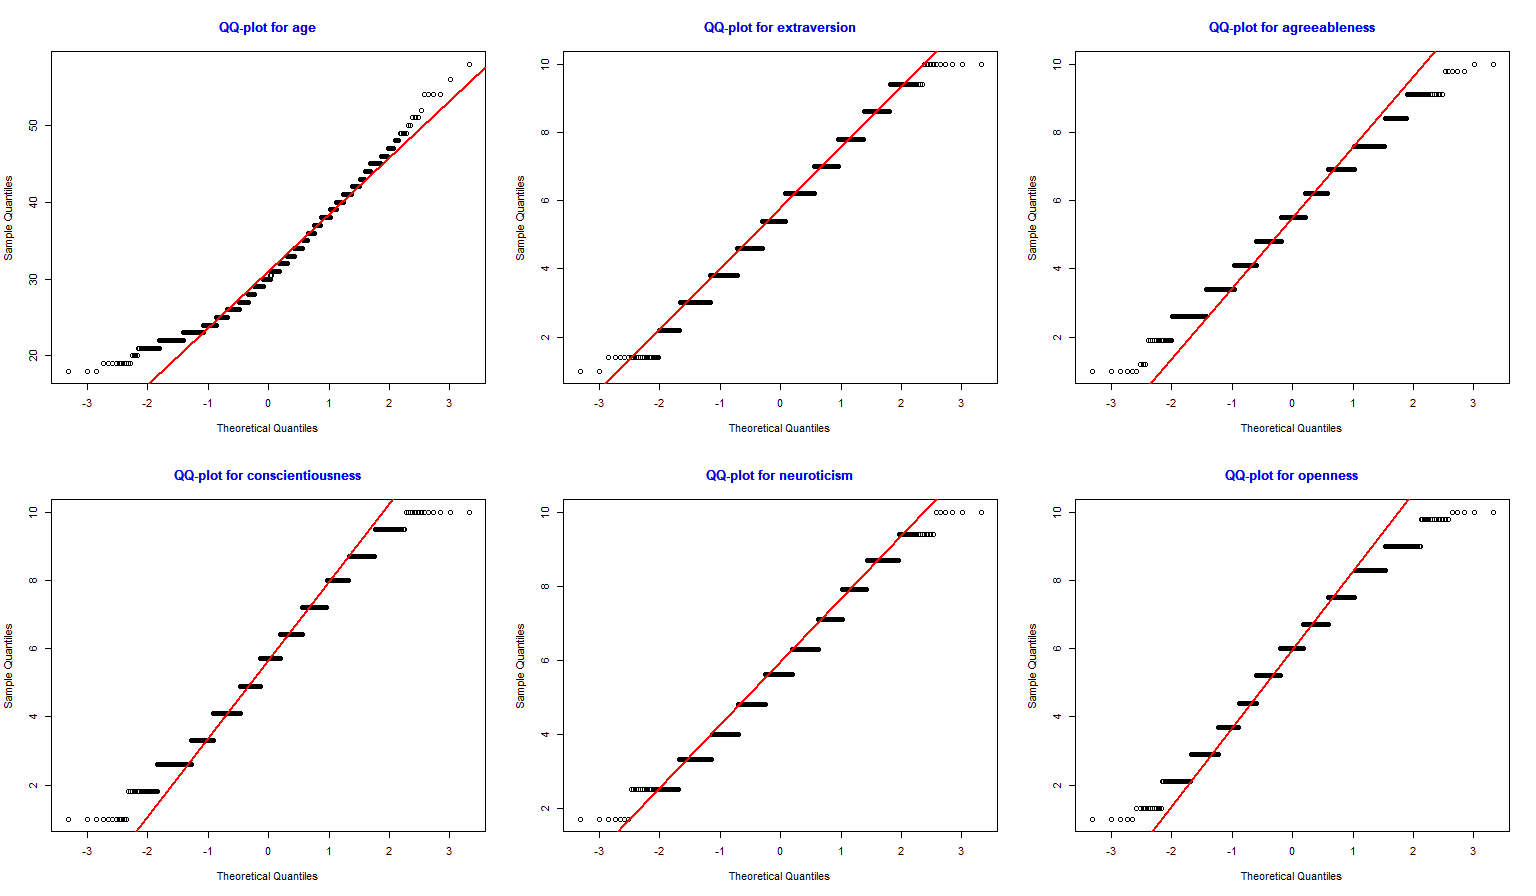 QQ-plot for age
Sample Quantiles
50
40
30
20
-3 -2 -1 0 1 2 3
Theoretical Quantiles
QQ-plot for extraversion
Sample Quantiles
10
8
6
4
2
-3 -2 -1 0 1 2 3
Theoretical Quantiles
QQ-plot for agreeableness
Sample Quantiles
10
8
6
4
2
-3 -2 -1 0 1 2 3
Theoretical Quantiles
QQ-plot for conscientiousness
Sample Quantiles
10
8
6
4
2
-3 -2 -1 0 1 2 3
Theoretical Quantiles
QQ-plot for neuroticism
Sample Quantiles
10
8
6
4
2
-3 -2 -1 0 1 2 3
Theoretical Quantiles
QQ-plot for openness
Sample Quantiles
10
8
6
4
2
-3 -2 -1 0 1 2 3
Theoretical Quantiles